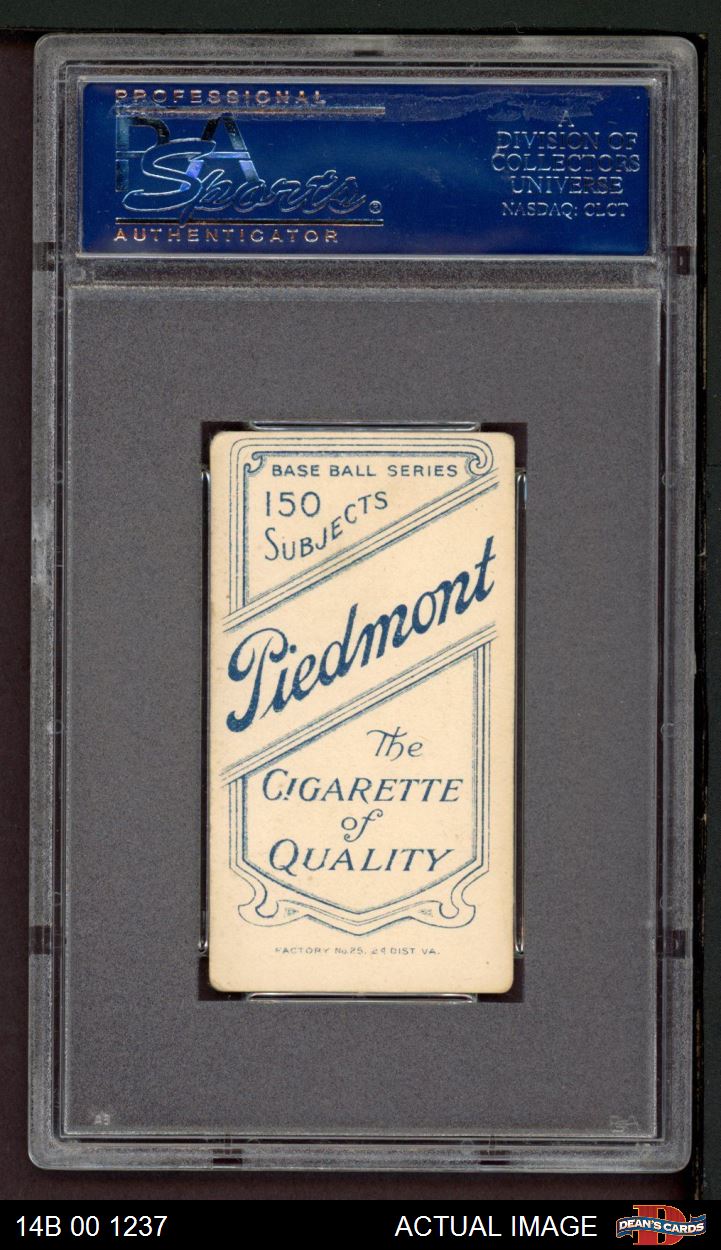 PROFESSIONAL
PSA
Sports
AUTHENTICATOR
A
DIVISION OF
COLLECTORS
UNIVERSE
NASDAQ: CLCT
BASE BALL SERIES
150
SUBJECTS
Piedmont
The
CIGARETTE
of
QUALITY
FACTORY No. 25, 2d DIST VA.
14B 00 1237
ACTUAL IMAGE
D
DEAN'S CARDS